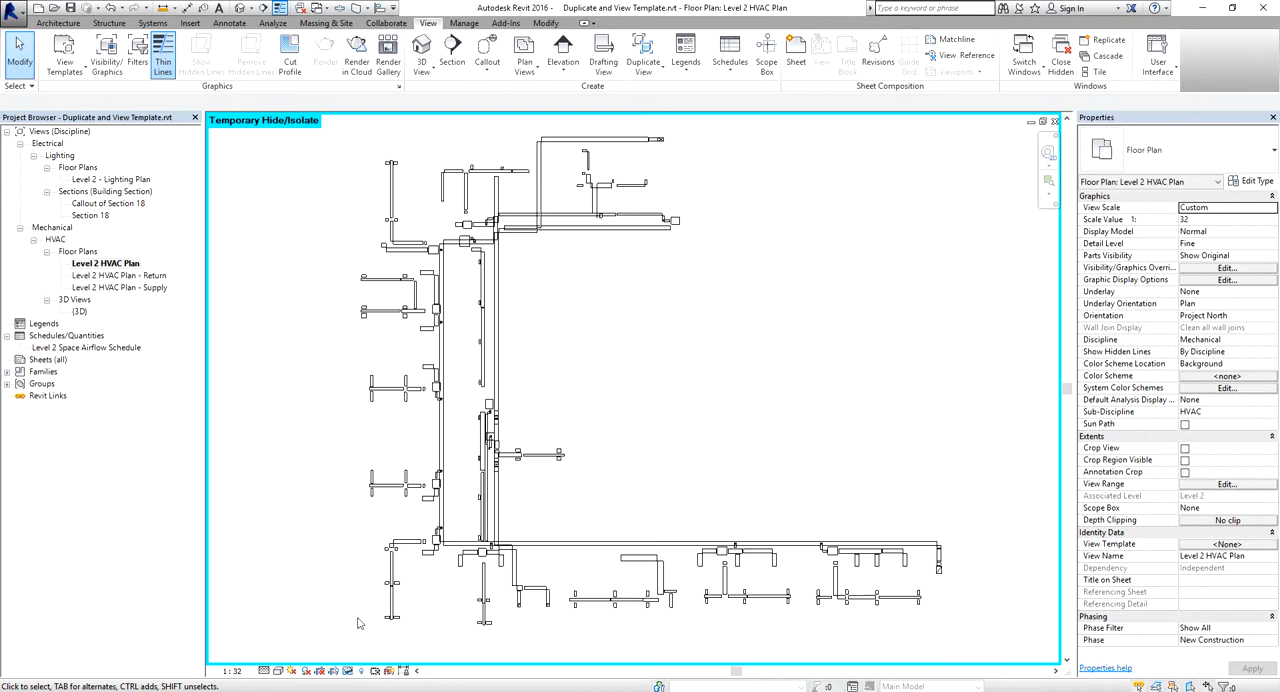 Autodesk Revit 2016 - Duplicate and View Template.rvt - Floor Plan: Level 2 HVAC Plan
Type a keyword or phrase
Sign In
Architecture Structure Systems Insert Annotate Analyze Massing & Site Collaborate View Manage Add-Ins Modify
Modify
View Templates
Visibility/ Graphics
Filters
Thin Lines
Show Hidden Lines
Remove Hidden Lines
Cut Profile
Render
Render in Cloud
Render Gallery
3D View
Section
Callout
Plan Views
Elevation
Drafting View
Duplicate View
Legends
Schedules
Scope Box
Sheet
View
Title Block
Revisions
Guide Grid
Matchline
View Reference
Viewports
Switch Windows
Close Hidden
Replicate
Cascade
Tile
User Interface
Select
Graphics
Create
Sheet Composition
Windows
Project Browser - Duplicate and View Template.rvt
Views (Discipline)
Electrical
Lighting
Floor Plans
Level 2 - Lighting Plan
Sections (Building Section)
Callout of Section 18
Section 18
Mechanical
HVAC
Floor Plans
Level 2 HVAC Plan
Level 2 HVAC Plan - Return
Level 2 HVAC Plan - Supply
3D Views
{3D}
Legends
Schedules/Quantities
Level 2 Space Airflow Schedule
Sheets (all)
Families
Groups
Revit Links
Temporary Hide/Isolate
1 : 32
Properties
Floor Plan
Floor Plan: Level 2 HVAC Plan
Edit Type
Graphics
View Scale Custom
Scale Value 1: 32
Display Model Normal
Detail Level Fine
Parts Visibility Show Original
Visibility/Graphics Overri... Edit...
Graphic Display Options Edit...
Underlay None
Underlay Orientation Plan
Orientation Project North
Wall Join Display Clean all wall joins
Discipline Mechanical
Show Hidden Lines By Discipline
Color Scheme Location Background
Color Scheme <none>
System Color Schemes Edit...
Default Analysis Display ... None
Sub-Discipline HVAC
Sun Path
Extents
Crop View
Crop Region Visible
Annotation Crop
View Range Edit...
Associated Level Level 2
Scope Box None
Depth Clipping No clip
Identity Data
View Template <None>
View Name Level 2 HVAC Plan
Dependency Independent
Title on Sheet
Referencing Sheet
Referencing Detail
Phasing
Phase Filter Show All
Phase New Construction
Properties help
Apply
Click to select, TAB for alternates, CTRL adds, SHIFT unselects.
:0
Main Model
:0